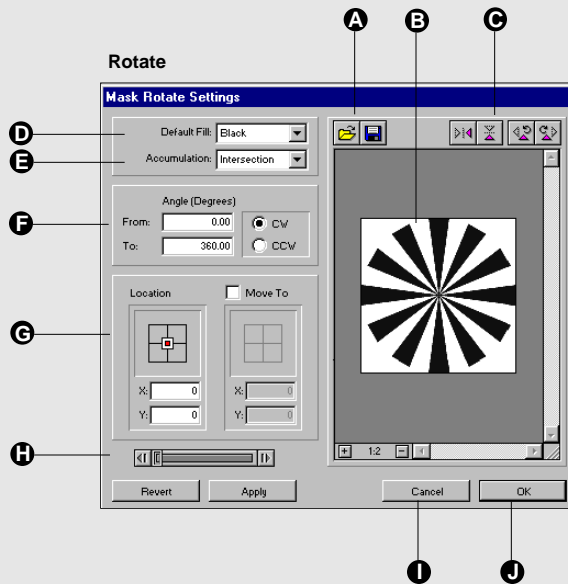 A B C
Rotate
Mask Rotate Settings
D Default Fill: Black
E Accumulation: Intersection
Angle (Degrees)
F From: 0.00 CW
To: 360.00 CCW
Location Move To
G
X: 0 X: 0
Y: 0 Y: 0
H
1:2
Revert Apply Cancel OK
I J